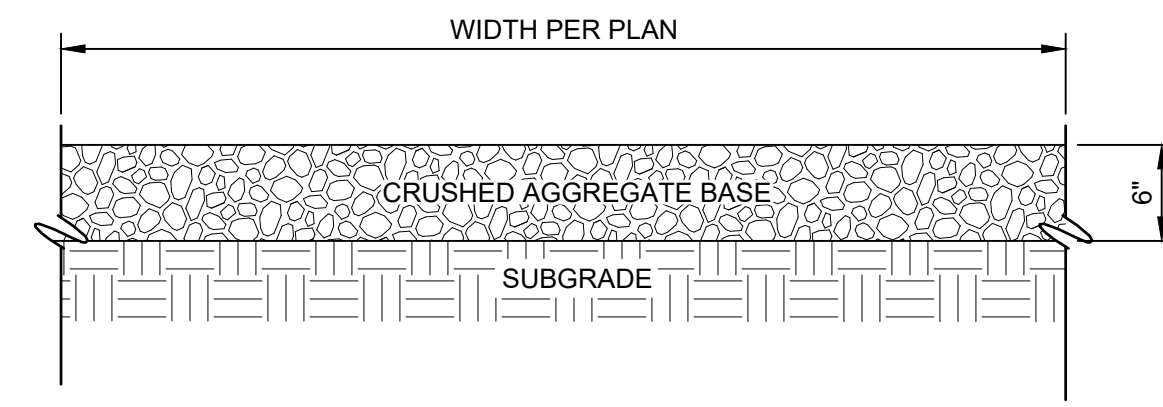 WIDTH PER PLAN
CRUSHED AGGREGATE BASE
6"
SUBGRADE